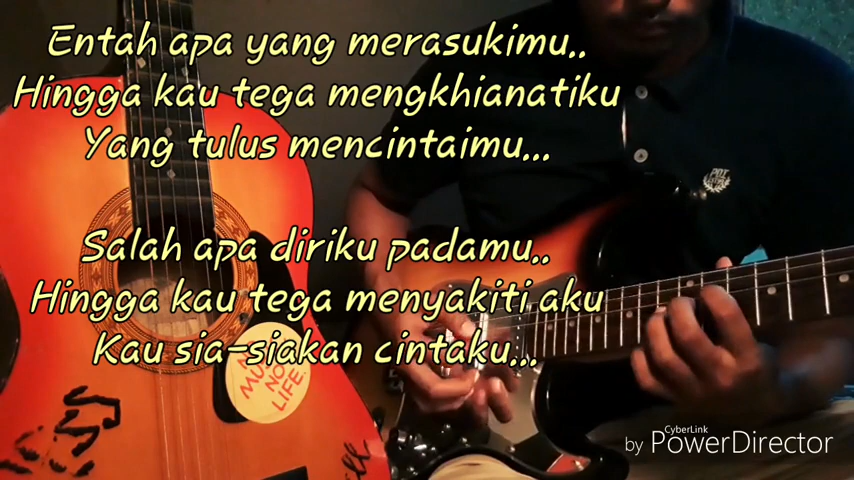 Entah apa yang merasukimu..
Hingga kau tega mengkhianatiku
Yang tulus mencintaimu...
Salah apa diriku padamu..
Hingga kau tega menyakiti aku
Kau sia-siakan cintaku...
NO
LIFE.
by CyberLink PowerDirector